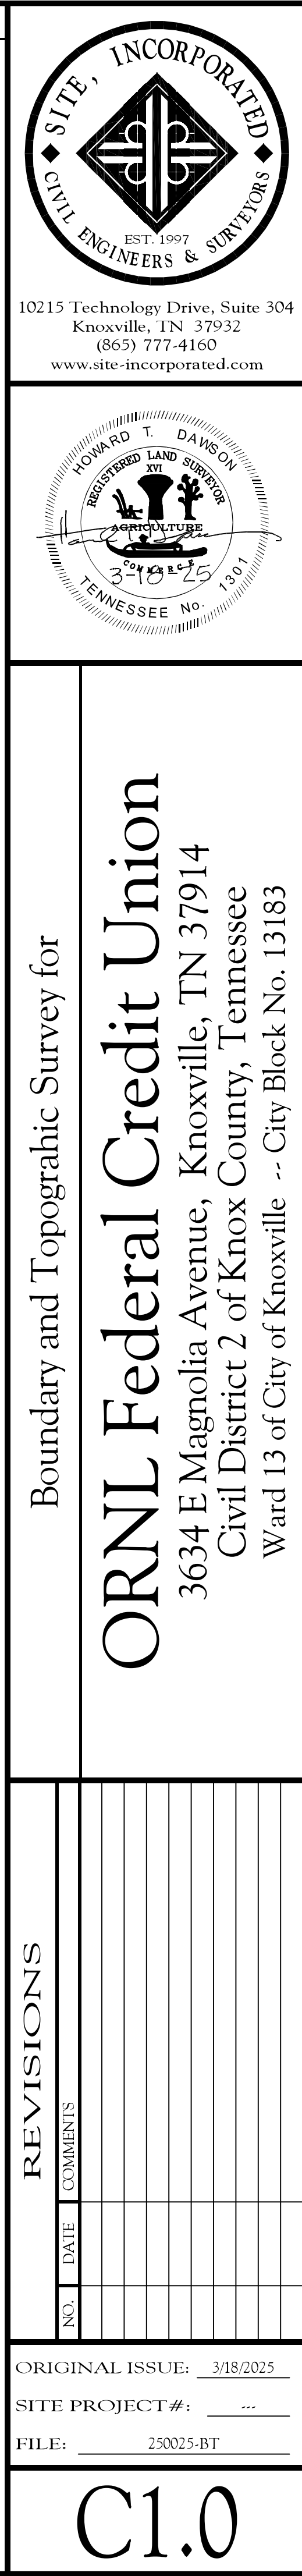 SITE, INCORPORATED
CIVIL ENGINEERS & SURVEYORS
EST. 1997
10215 Technology Drive, Suite 304
Knoxville, TN 37932
(865) 777-4160
www.site-incorporated.com
HOWARD T. DAWSON
REGISTERED LAND SURVEYOR
XVI
AGRICULTURE
COMMERCE
3-18-25
TENNESSEE No. 1301
Boundary and Topograhic Survey for
ORNL Federal Credit Union
3634 E Magnolia Avenue, Knoxville, TN 37914
Civil District 2 of Knox County, Tennessee
Ward 13 of City of Knoxville -- City Block No. 13183
REVISIONS
NO. DATE COMMENTS
ORIGINAL ISSUE: 3/18/2025
SITE PROJECT#: ---
FILE: 250025-BT
C1.0